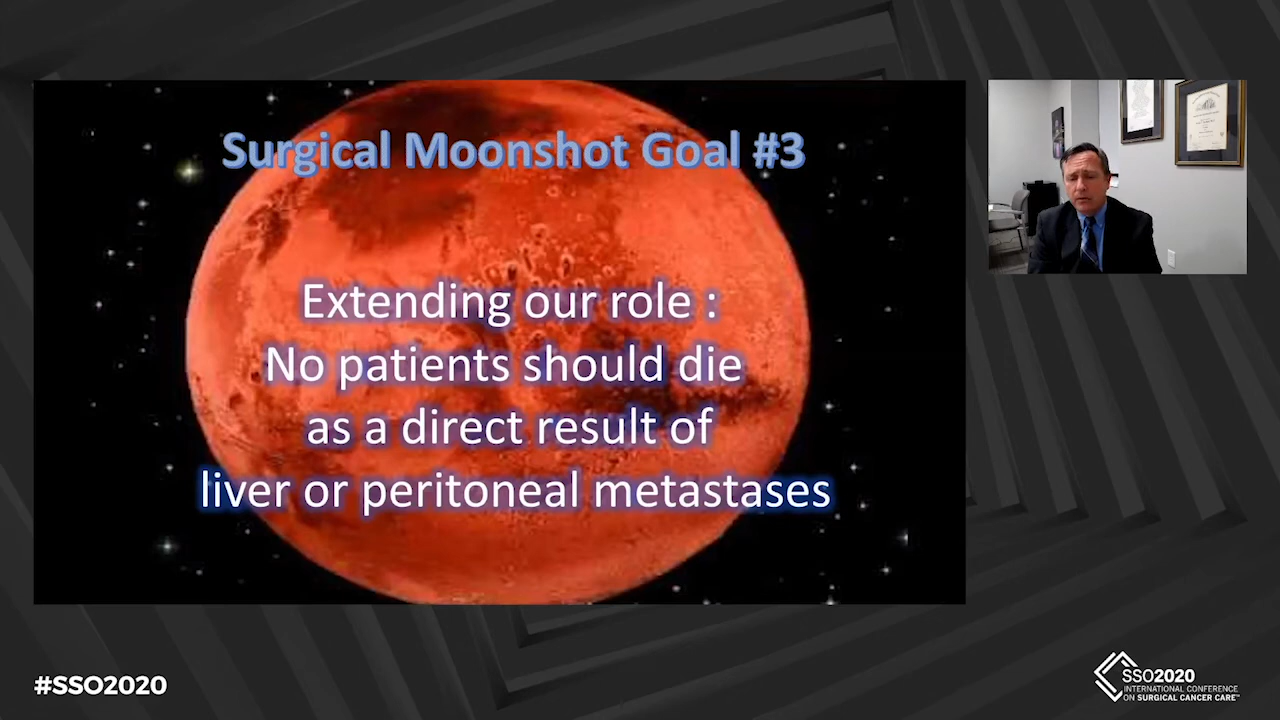 Surgical Moonshot Goal #3
Extending our role :
No patients should die
as a direct result of
liver or peritoneal metastases
#SSO2020
SSO2020
INTERNATIONAL CONFERENCE
ON SURGICAL CANCER CARE™